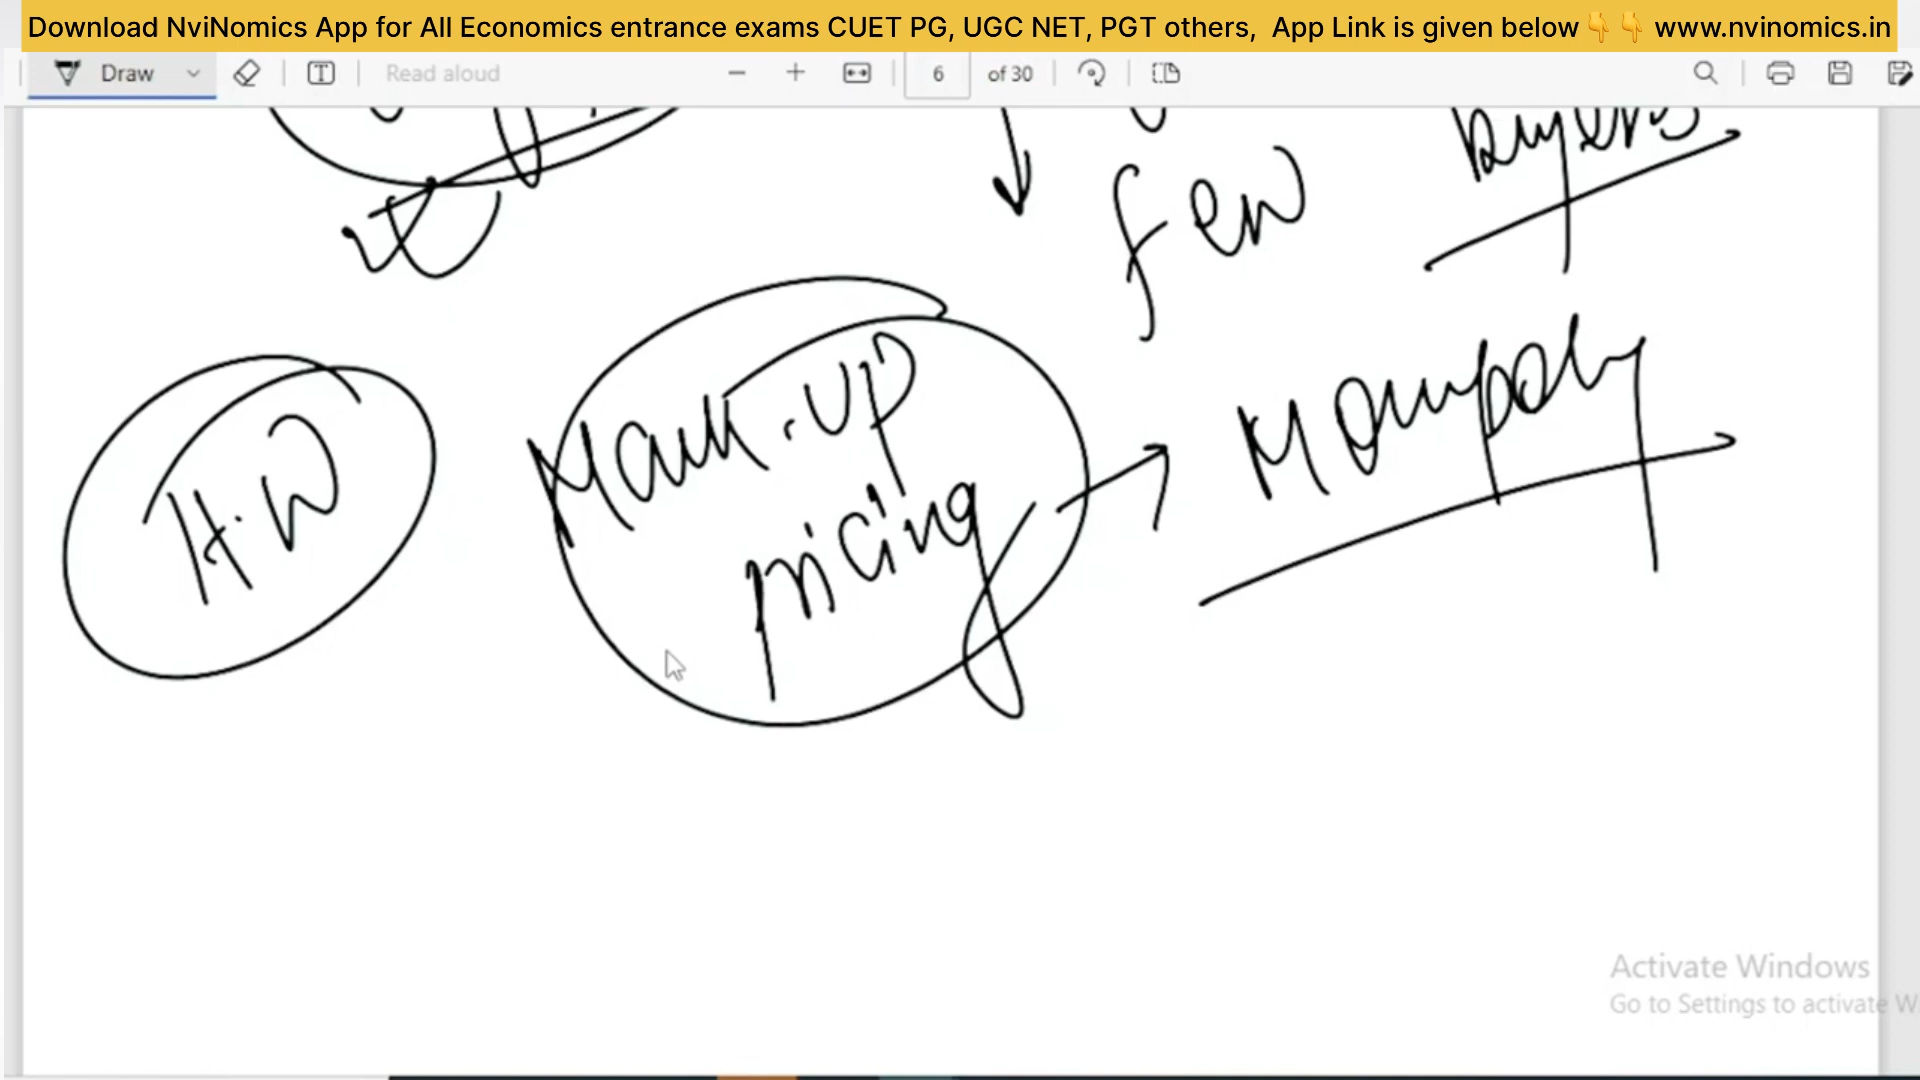 Download NviNomics App for All Economics entrance exams CUET PG, UGC NET, PGT others, App Link is given below👇👇 www.nvinomics.in
Draw
Read aloud
6 of 30
buyers
few
H.W
Mark-up
pricing
Monopoly
Activate Windows
Go to Settings to activate W